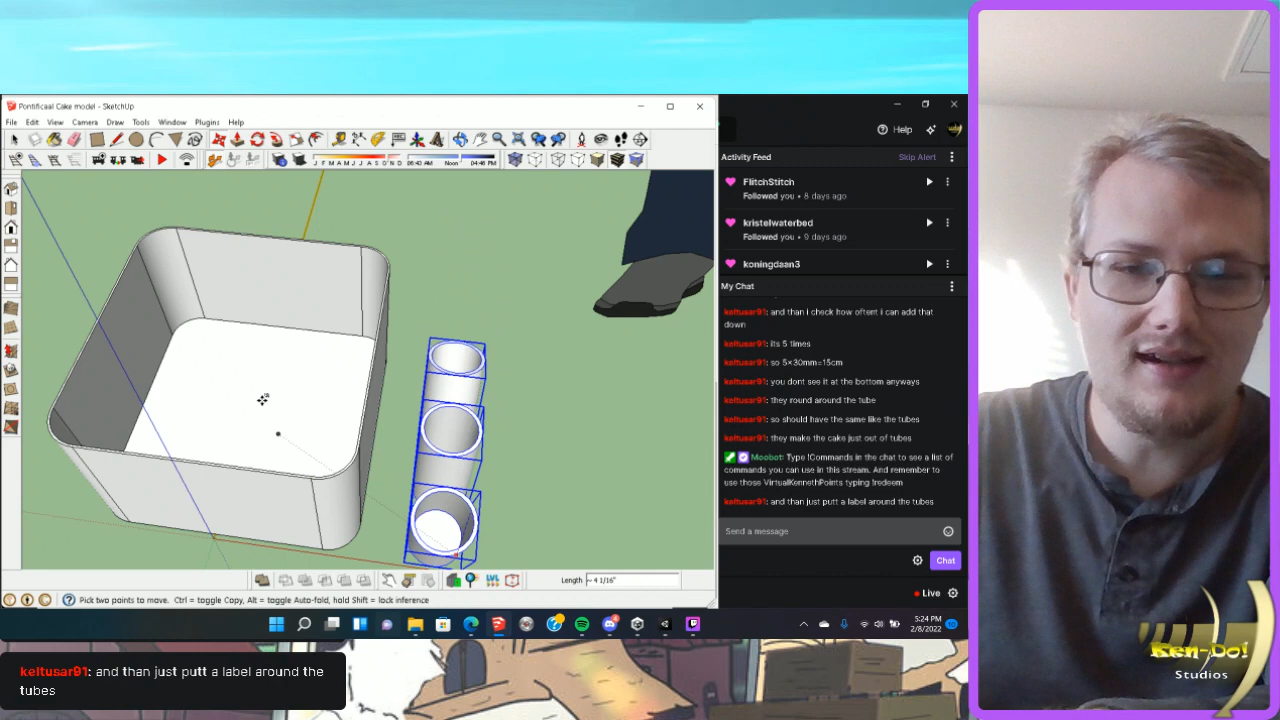 Pontificaal Cake model - SketchUp
File Edit View Camera Draw Tools Window Plugins Help
J F M A M J J A S O N D 06:43 AM Noon 04:46 PM
Length ~ 4 1/16"
Pick two points to move. Ctrl = toggle Copy, Alt = toggle Auto-fold, hold Shift = lock inference
Help
Activity Feed Skip Alert
FlitchStitch
Followed you • 8 days ago
kristelwaterbed
Followed you • 9 days ago
koningdaan3
My Chat
keltusar91: and than i check how oftent i can add that
down
keltusar91: its 5 times
keltusar91: so 5x30mm=15cm
keltusar91: you dont see it at the bottom anyways
keltusar91: they round around the tube
keltusar91: so should have the same like the tubes
keltusar91: they make the cake just out of tubes
Moobot: Type !Commands in the chat to see a list of
commands you can use in this stream. And remember to
use those VirtualKennethPoints typing !redeem
keltusar91: and than just putt a label around the tubes
Send a message
Chat
Live
5:24 PM
2/8/2022
keltusar91: and than just putt a label around the
tubes
Ken-Do!
Studios